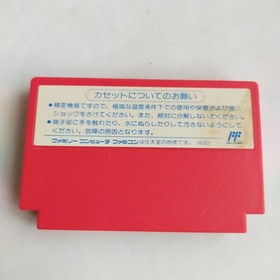 カセットについてのお願い
●精密機器ですので、極端な温度条件下での使用や保管および強い
ショックをさけてください。また、絶対に分解しないでください。
●端子部に手を触れたり、水にぬらしたりして汚さないようにして
ください。故障の原因となります。
ファミリーコンピュータ ファミコンは任天堂の商標です。